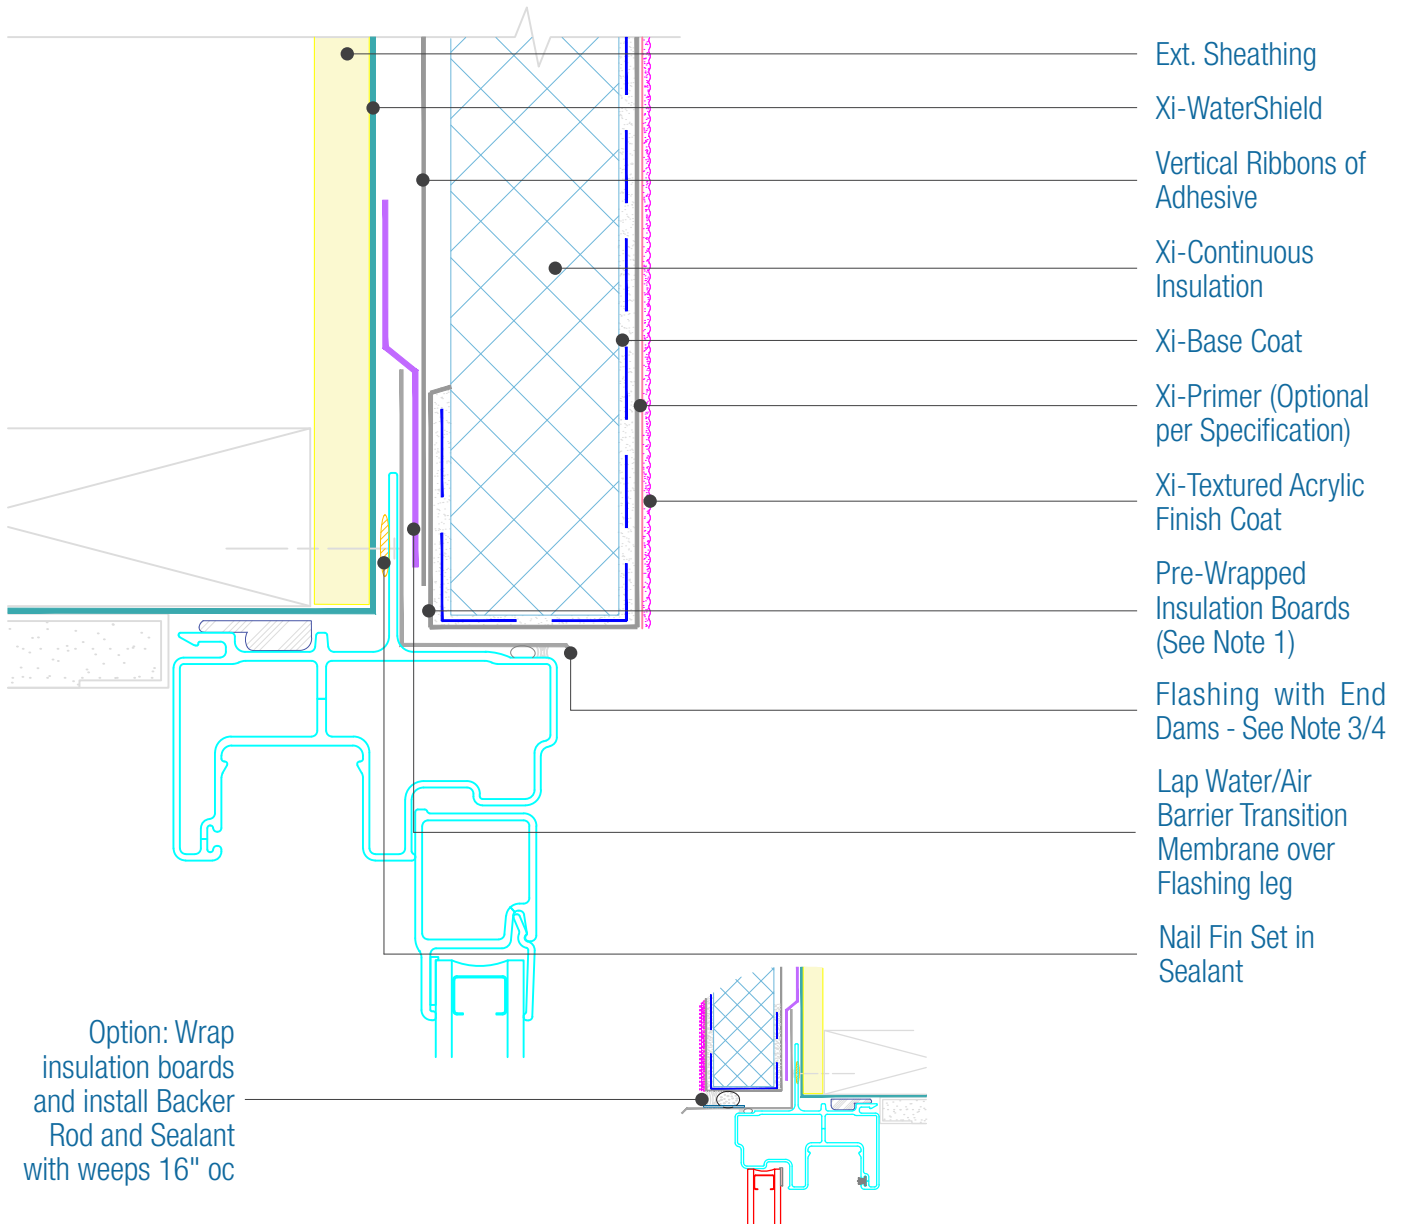 Ext. Sheathing
Xi-WaterShield
Vertical Ribbons of
Adhesive
Xi-Continuous
Insulation
Xi-Base Coat
Xi-Primer (Optional
per Specification)
Xi-Textured Acrylic
Finish Coat
Pre-Wrapped
Insulation Boards
(See Note 1)
Flashing with End
Dams - See Note 3/4
Lap Water/Air
Barrier Transition
Membrane over
Flashing leg
Nail Fin Set in
Sealant
Option: Wrap
insulation boards
and install Backer
Rod and Sealant
with weeps 16" oc